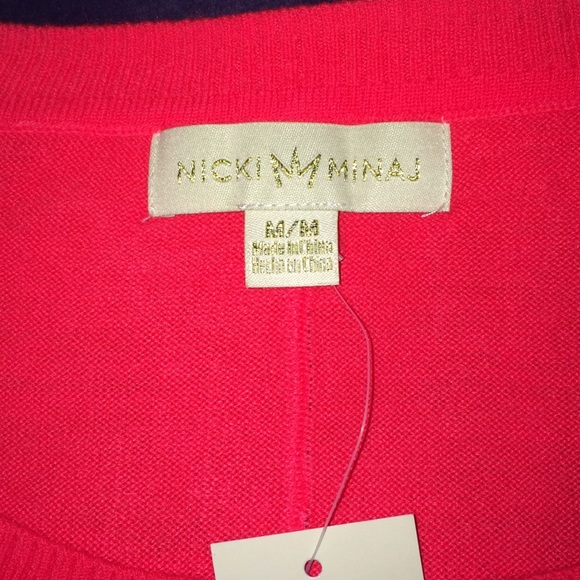 NICKI MINAJ
M/M
Made in China
Hecho en China